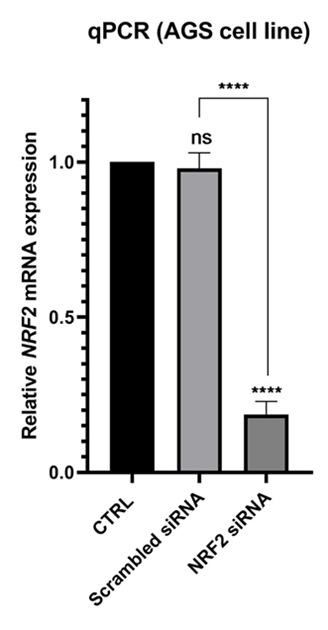 qPCR (AGS cell line)
****
ns
1.0
Relative NRF2 mRNA expression
0.5
****
0.0
CTRL
Scrambled siRNA
NRF2 siRNA